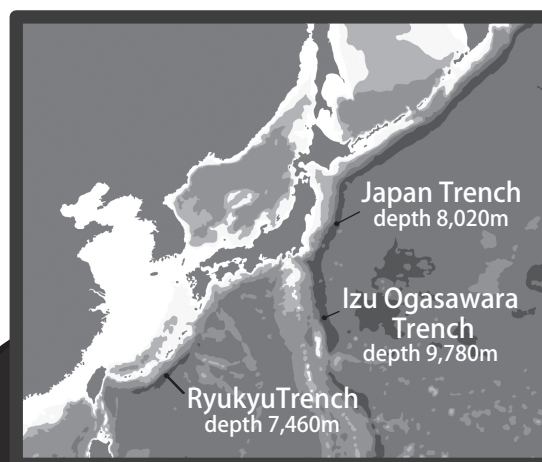 Japan Trench
depth 8,020m
Izu Ogasawara
Trench
depth 9,780m
RyukyuTrench
depth 7,460m